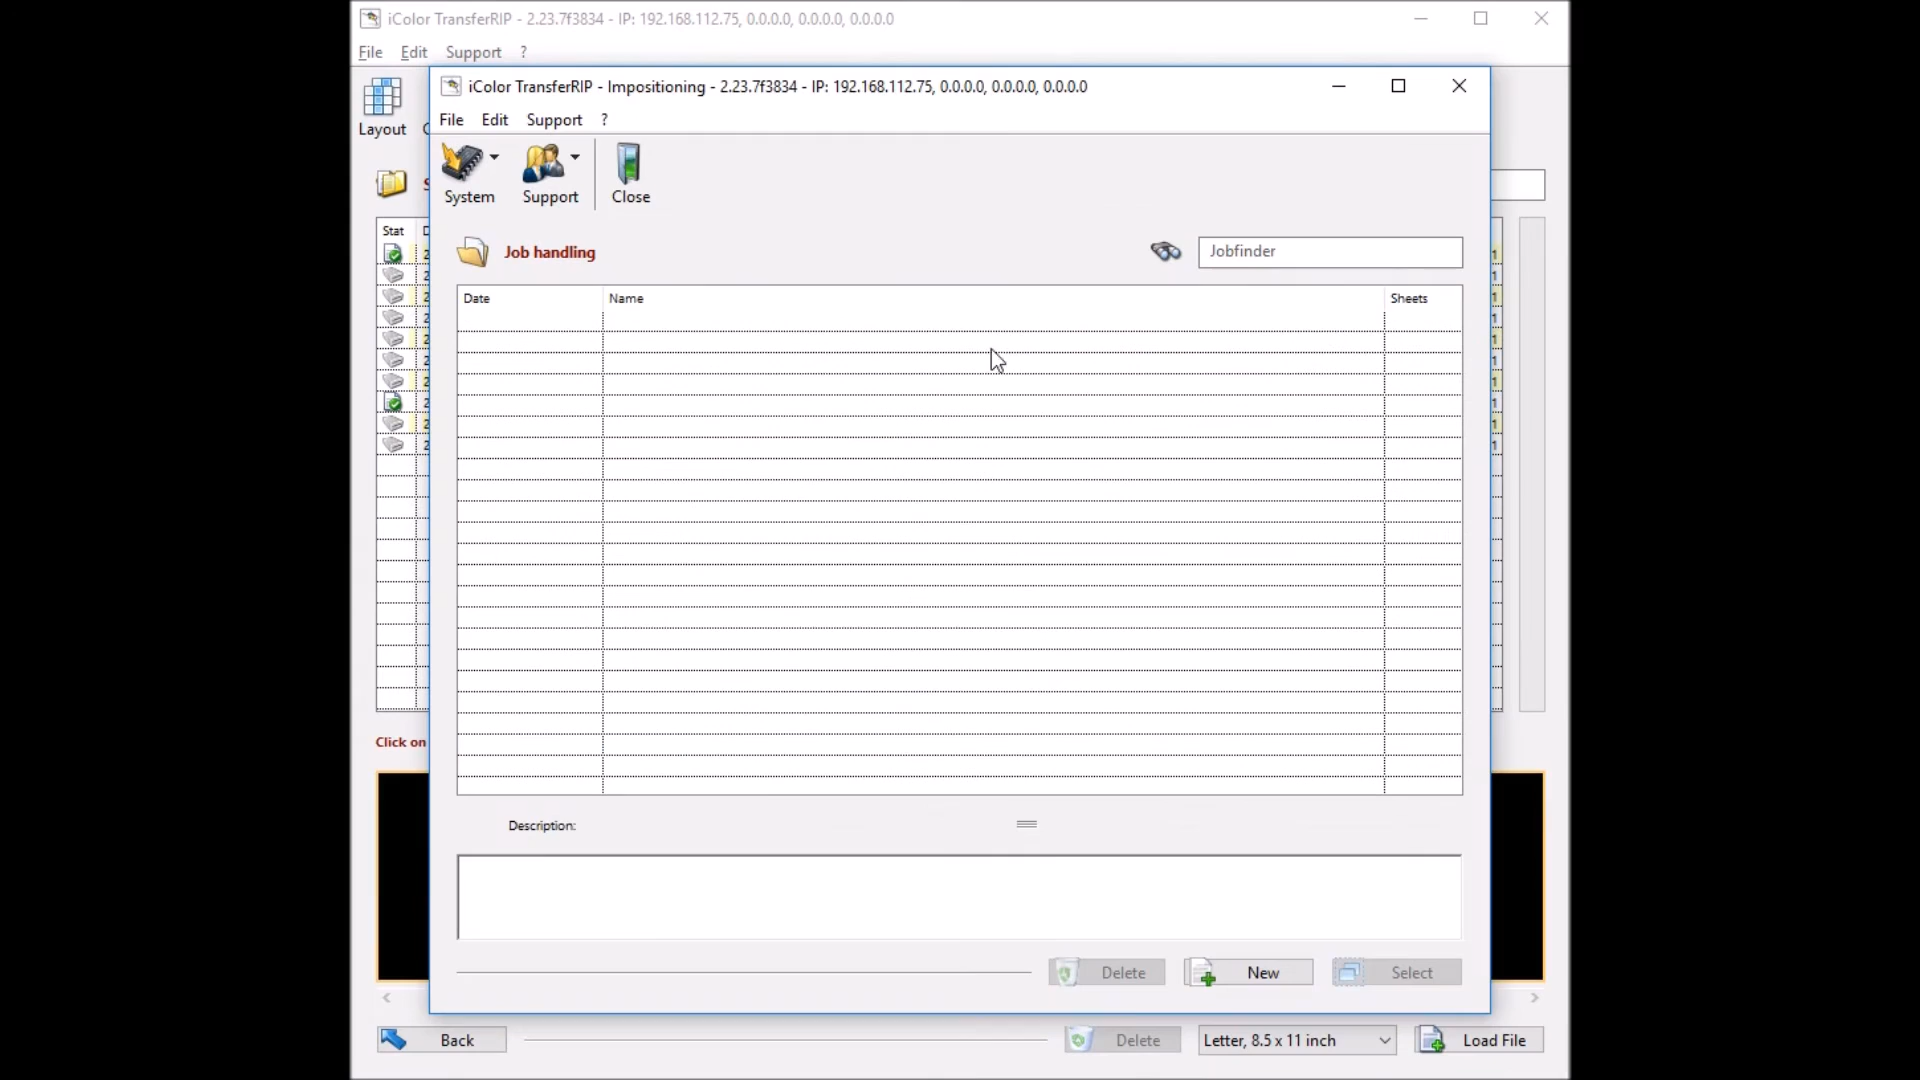 iColor TransferRIP - 2.23.7f3834 - IP: 192.168.112.75, 0.0.0.0, 0.0.0.0, 0.0.0.0
File Edit Support ?
Layout
iColor TransferRIP - Impositioning - 2.23.7f3834 - IP: 192.168.112.75, 0.0.0.0, 0.0.0.0, 0.0.0.0
File Edit Support ?
System Support Close
Job handling
Jobfinder
Stat
Date Name Sheets
Click on
Description:
Delete New Select
Back Delete Letter, 8.5 x 11 inch Load File